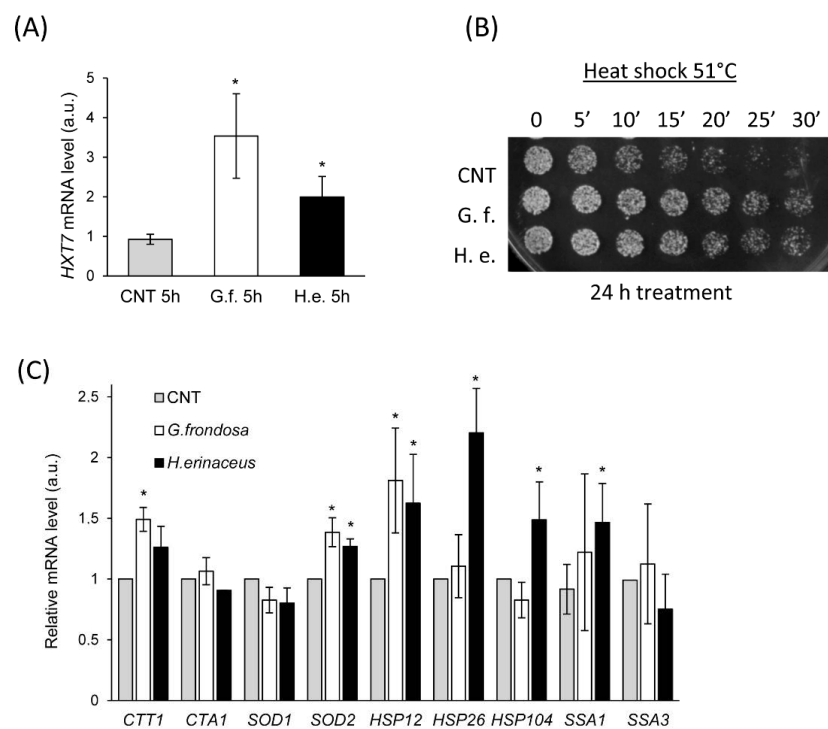 (A)
HXT7 mRNA level (a.u.)
5
4
3
2
1
0
*
*
CNT 5h G.f. 5h H.e. 5h
(B)
Heat shock 51°C
0 5’ 10’ 15’ 20’ 25’ 30’
CNT
G. f.
H. e.
24 h treatment
(C)
Relative mRNA level (a.u.)
2.5
2
1.5
1
0.5
0
CNT
G.frondosa
H.erinaceus
*
*
*
*
*
*
*
*
CTT1 CTA1 SOD1 SOD2 HSP12 HSP26 HSP104 SSA1 SSA3